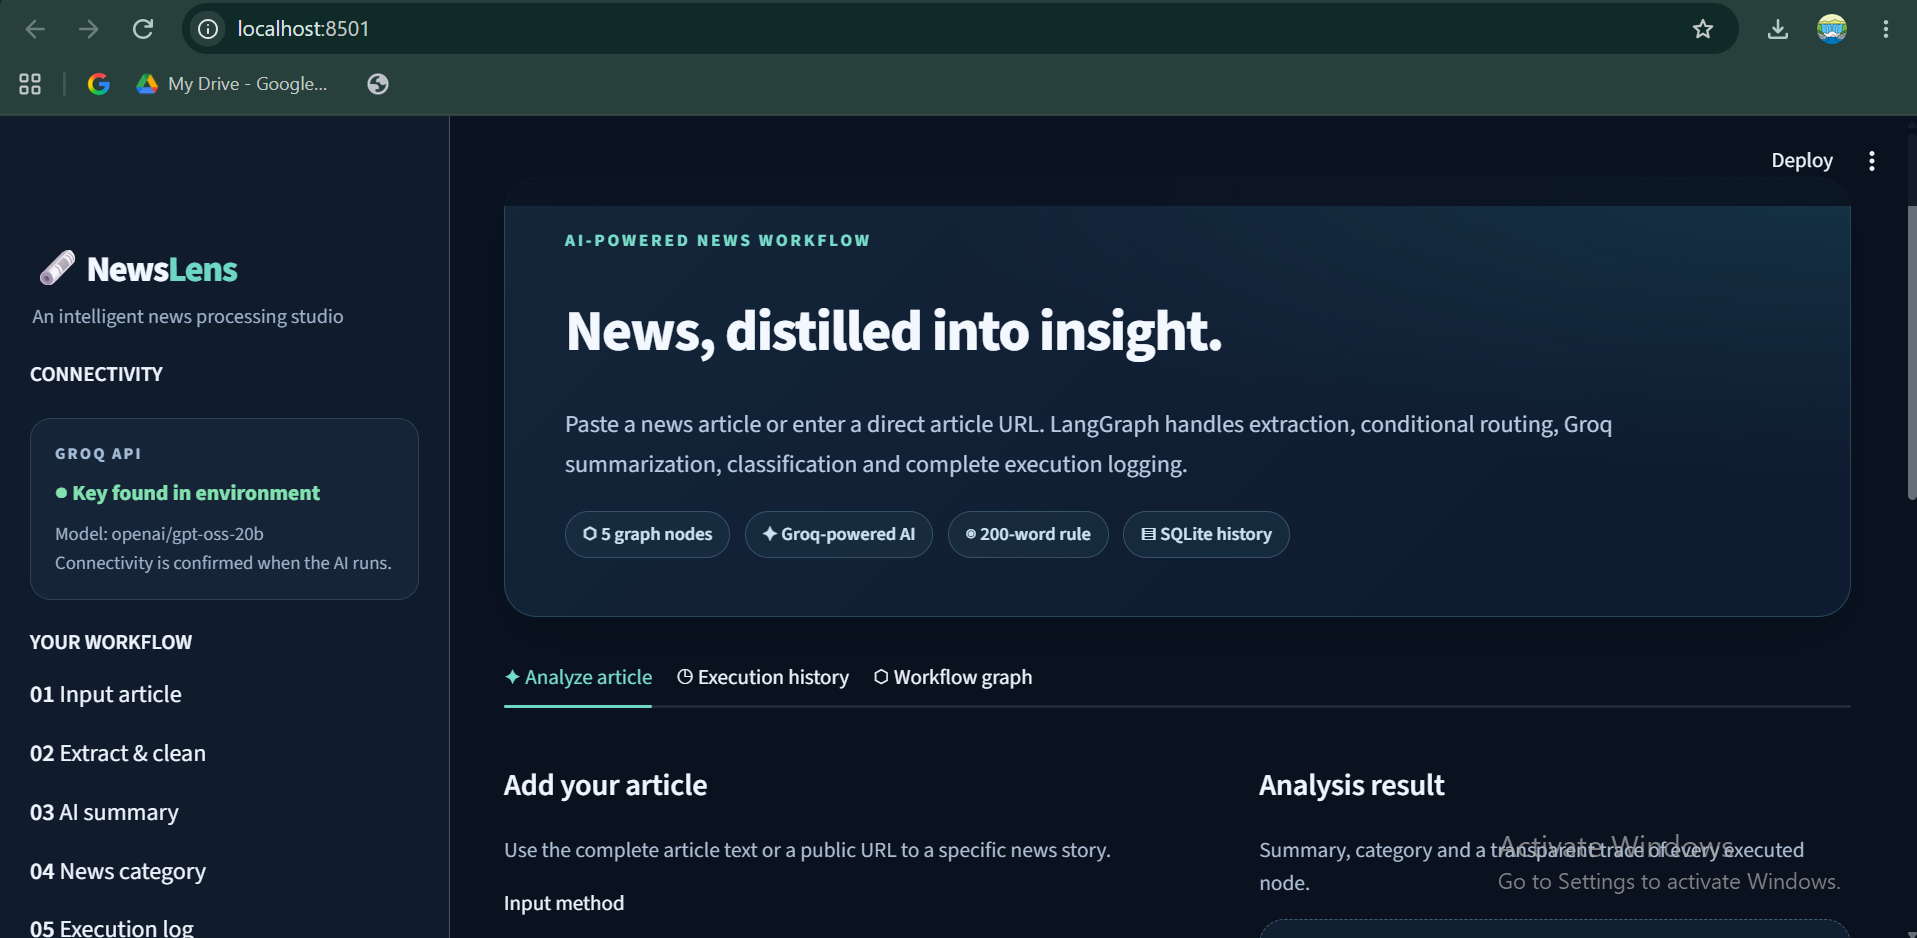 localhost:8501
My Drive - Google...
Deploy
NewsLens
An intelligent news processing studio
CONNECTIVITY
GROQ API
Key found in environment
Model: openai/gpt-oss-20b
Connectivity is confirmed when the AI runs.
YOUR WORKFLOW
01 Input article
02 Extract & clean
03 AI summary
04 News category
05 Execution log
AI-POWERED NEWS WORKFLOW
News, distilled into insight.
Paste a news article or enter a direct article URL. LangGraph handles extraction, conditional routing, Groq
summarization, classification and complete execution logging.
5 graph nodes
Groq-powered AI
200-word rule
SQLite history
Analyze article
Execution history
Workflow graph
Add your article
Use the complete article text or a public URL to a specific news story.
Input method
Analysis result
Summary, category and a transparent trace of every executed
node.
Activate Windows
Go to Settings to activate Windows.